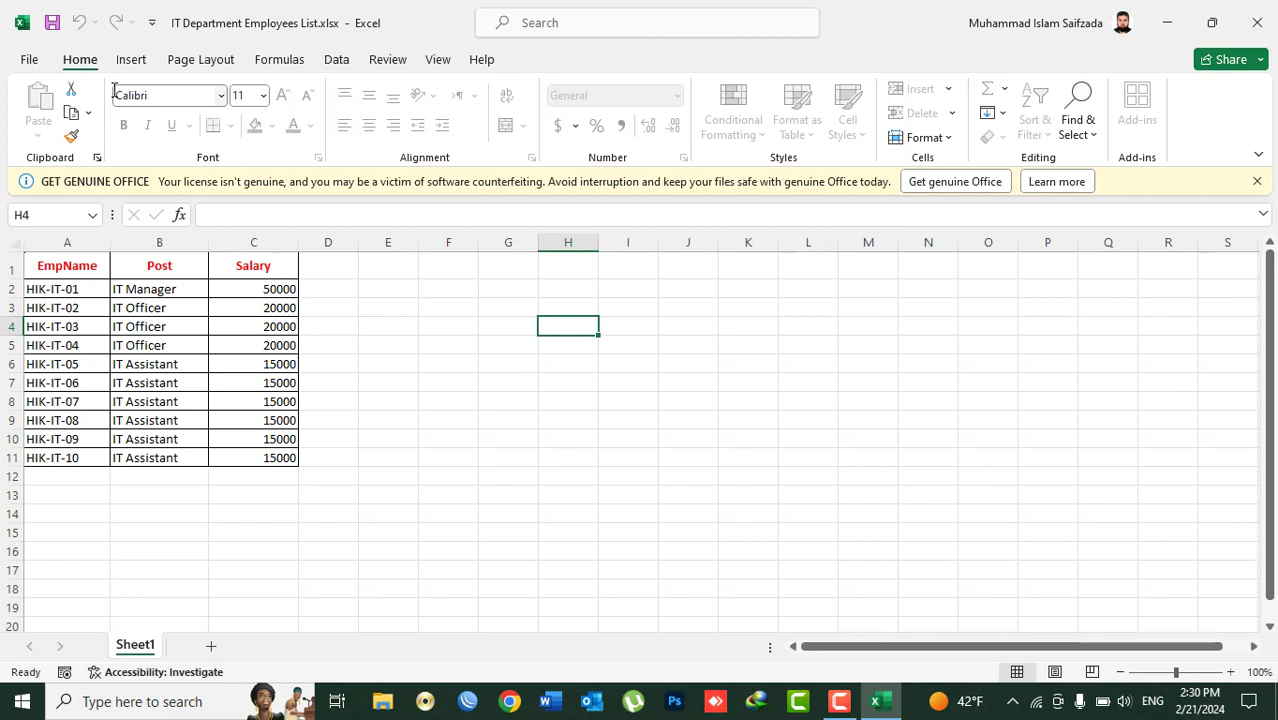 IT Department Employees List.xlsx - Excel
Search
Muhammad Islam Saifzada
File Home Insert Page Layout Formulas Data Review View Help
Share
Paste
Calibri 11
General
Conditional Formatting
Format as Table
Cell Styles
Insert
Delete
Format
Sort & Filter
Find & Select
Add-ins
Clipboard Font Alignment Number Styles Cells Editing Add-ins
GET GENUINE OFFICE Your license isn't genuine, and you may be a victim of software counterfeiting. Avoid interruption and keep your files safe with genuine Office today. Get genuine Office Learn more
H4 fx
A B C D E F G H I J K L M N O P Q R S
1 EmpName Post Salary
2 HIK-IT-01 IT Manager 50000
3 HIK-IT-02 IT Officer 20000
4 HIK-IT-03 IT Officer 20000
5 HIK-IT-04 IT Officer 20000
6 HIK-IT-05 IT Assistant 15000
7 HIK-IT-06 IT Assistant 15000
8 HIK-IT-07 IT Assistant 15000
9 HIK-IT-08 IT Assistant 15000
10 HIK-IT-09 IT Assistant 15000
11 HIK-IT-10 IT Assistant 15000
12
13
14
15
16
17
18
19
20
Sheet1
Ready Accessibility: Investigate 100%
Type here to search
42°F
ENG
2:30 PM
2/21/2024